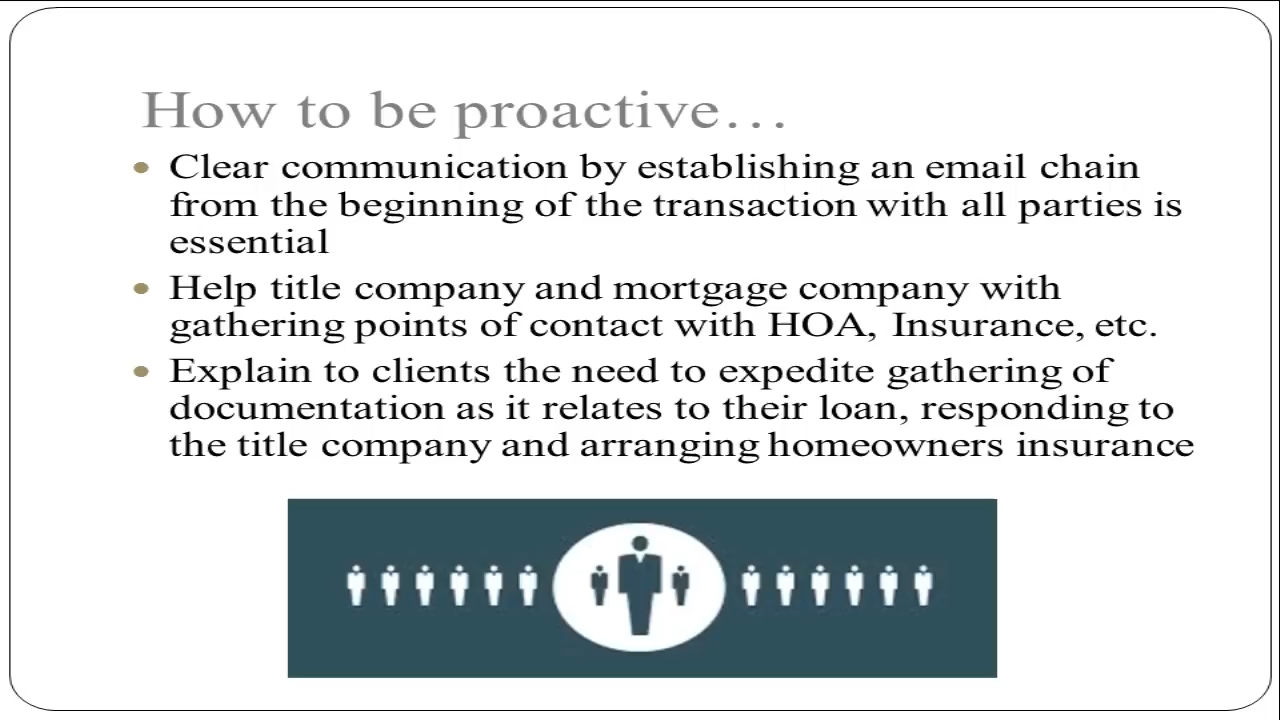 How to be proactive…
Clear communication by establishing an email chain
from the beginning of the transaction with all parties is
essential
Help title company and mortgage company with
gathering points of contact with HOA, Insurance, etc.
Explain to clients the need to expedite gathering of
documentation as it relates to their loan, responding to
the title company and arranging homeowners insurance